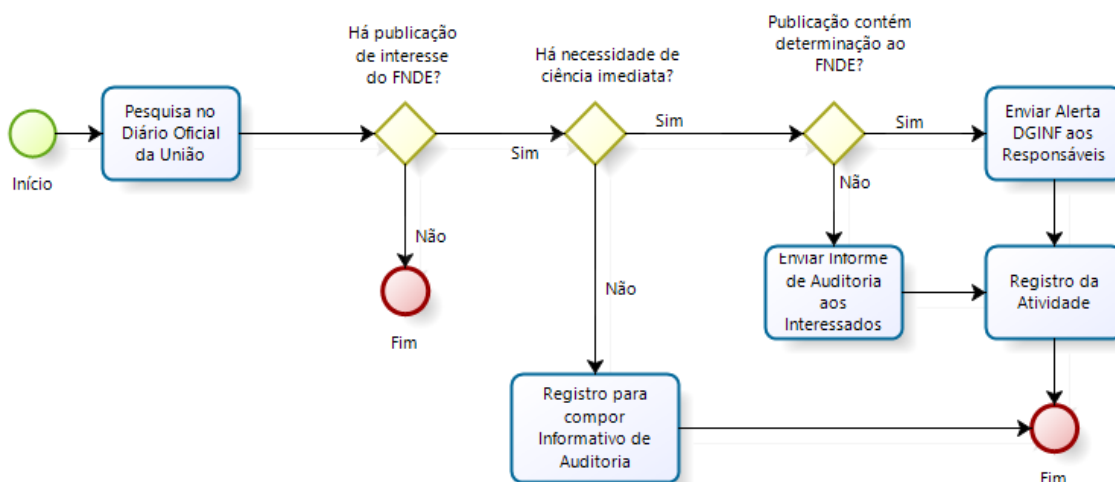 Há publicação
de interesse
do FNDE?
Há necessidade de
ciência imediata?
Publicação contém
determinação ao
FNDE?
Pesquisa no
Diário Oficial
da União
Enviar Alerta
DGINF aos
Responsáveis
Início
Sim
Sim
Sim
Não
Não
Não
Enviar Informe
de Auditoria
aos
Interessados
Registro da
Atividade
Fim
Registro para
compor
Informativo de
Auditoria
Fim